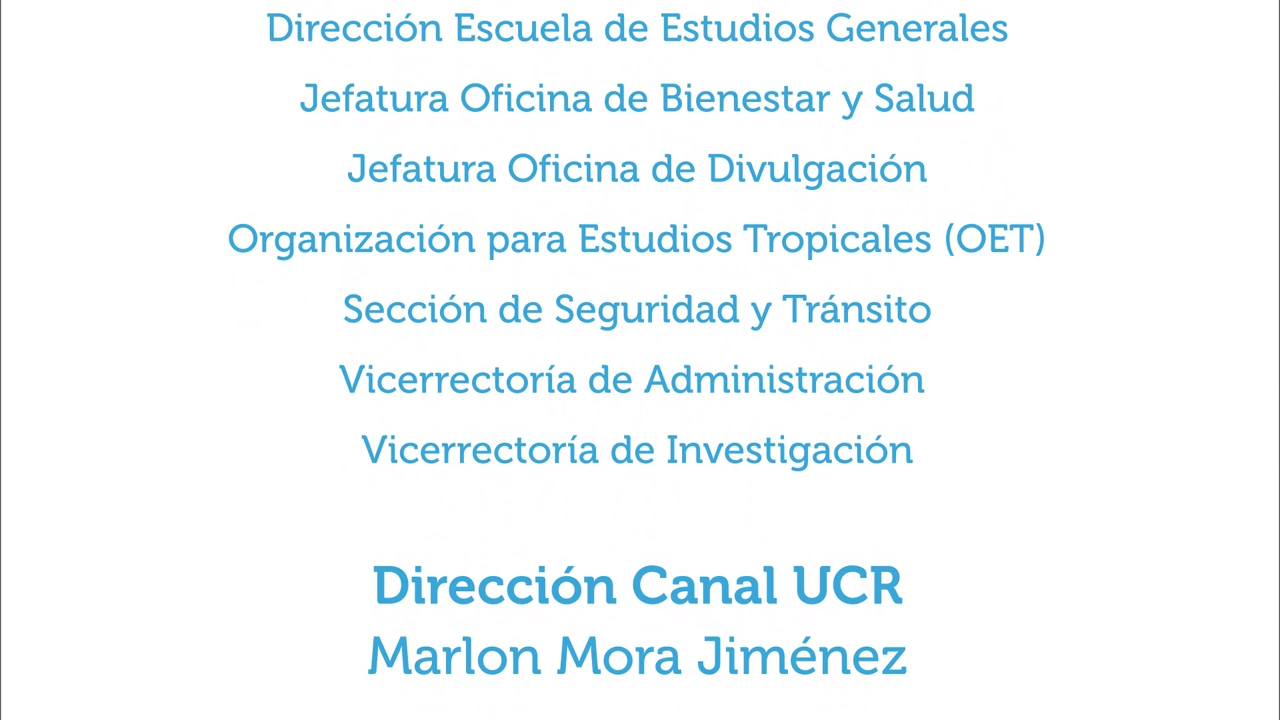 Dirección Escuela de Estudios Generales
Jefatura Oficina de Bienestar y Salud
Jefatura Oficina de Divulgación
Organización para Estudios Tropicales (OET)
Sección de Seguridad y Tránsito
Vicerrectoría de Administración
Vicerrectoría de Investigación
Dirección Canal UCR
Marlon Mora Jiménez